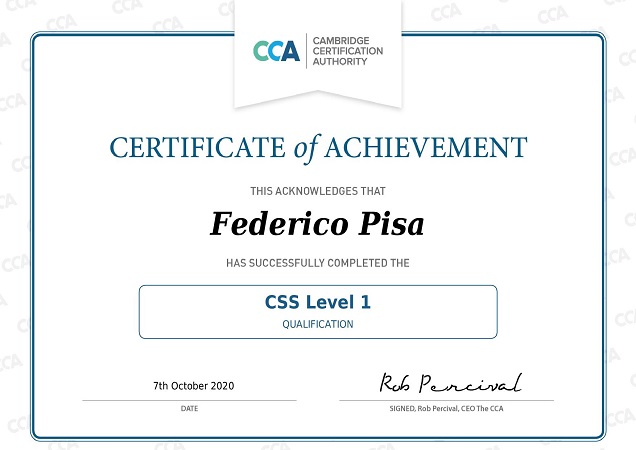 CCA
CAMBRIDGE
CERTIFICATION
AUTHORITY
CERTIFICATE of ACHIEVEMENT
THIS ACKNOWLEDGES THAT
Federico Pisa
HAS SUCCESSFULLY COMPLETED THE
CSS Level 1
QUALIFICATION
7th October 2020
Rob Percival
DATE
SIGNED, Rob Percival, CEO The CCA